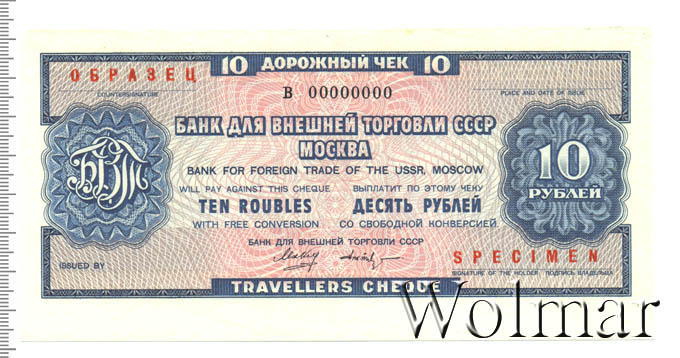 10 ДОРОЖНЫЙ ЧЕК 10
ОБРАЗЕЦ
COUNTERSIGNATURE
В 00000000
PLACE AND DATE OF ISSUE
БАНК ДЛЯ ВНЕШНЕЙ ТОРГОВЛИ СССР
МОСКВА
BANK FOR FOREIGN TRADE OF THE USSR, MOSCOW
WILL PAY AGAINST THIS CHEQUE ВЫПЛАТИТ ПО ЭТОМУ ЧЕКУ
TEN ROUBLES ДЕСЯТЬ РУБЛЕЙ
WITH FREE CONVERSION СО СВОБОДНОЙ КОНВЕРСИЕЙ
БВТ
10
РУБЛЕЙ
БАНК ДЛЯ ВНЕШНЕЙ ТОРГОВЛИ СССР
SPECIMEN
ISSUED BY
SIGNATURE OF THE HOLDER ПОДПИСЬ ВЛАДЕЛЬЦА
TRAVELLERS CHEQUE
Wolmar